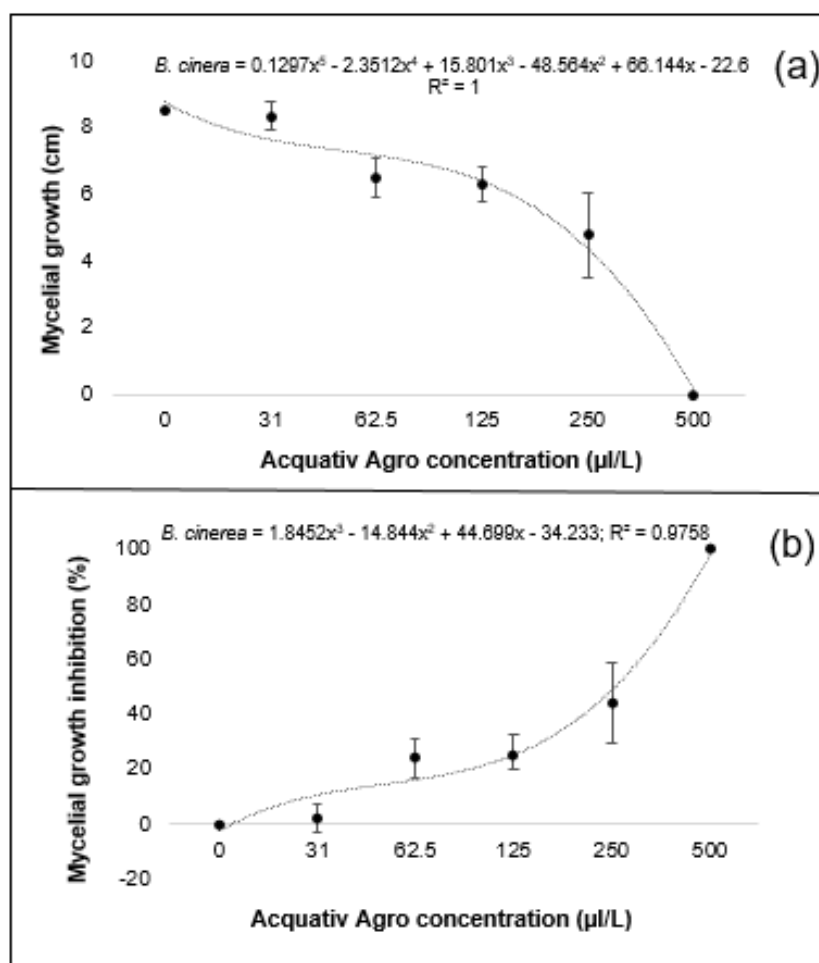 B. cinera = 0.1297x⁵ - 2.3512x⁴ + 15.801x³ - 48.564x² + 66.144x - 22.6
R² = 1
(a)
10
8
6
4
2
0
Mycelial growth (cm)
0 31 62.5 125 250 500
Acquativ Agro concentration (µl/L)
B. cinerea = 1.8452x³ - 14.844x² + 44.699x - 34.233; R² = 0.9758
(b)
100
80
60
40
20
0
-20
Mycelial growth inhibition (%)
0 31 62.5 125 250 500
Acquativ Agro concentration (µl/L)